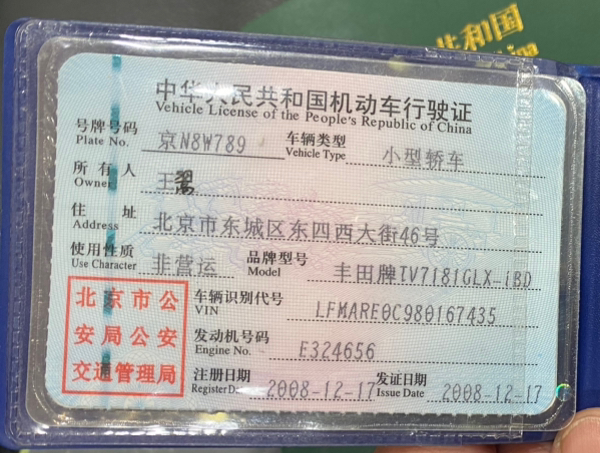 共和国
中华人民共和国机动车行驶证
Vehicle License of the People's Republic of China
号牌号码 京N8W789 车辆类型 小型轿车
Plate No. Vehicle Type
所有人 王
Owner
住址 北京市东城区东四西大街46号
Address
使用性质 非营运 品牌型号 丰田牌TV7181GLX-iBD
Use Character Model
北京市公 车辆识别代号 LFMARE0C980167435
VIN
安局公安 发动机号码 E324656
Engine No.
交通管理局 注册日期 2008-12-17 发证日期 2008-12-17
Register D Issue Date